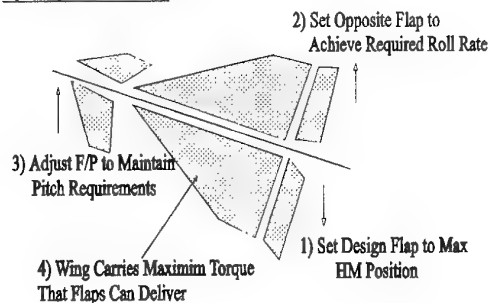 2) Set Opposite Flap to
Achieve Required Roll Rate
3) Adjust F/P to Maintain
Pitch Requirements
1) Set Design Flap to Max
HM Position
4) Wing Carries Maximim Torque
That Flaps Can Deliver